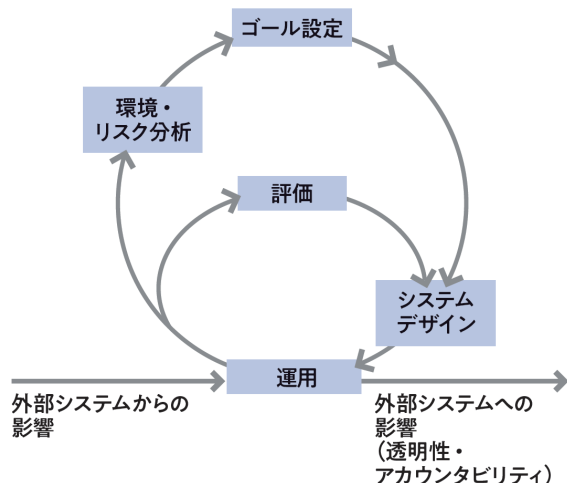 ゴール設定
環境・
リスク分析
評価
システム
デザイン
運用
外部システムからの
影響
外部システムへの
影響
（透明性・
アカウンタビリティ）